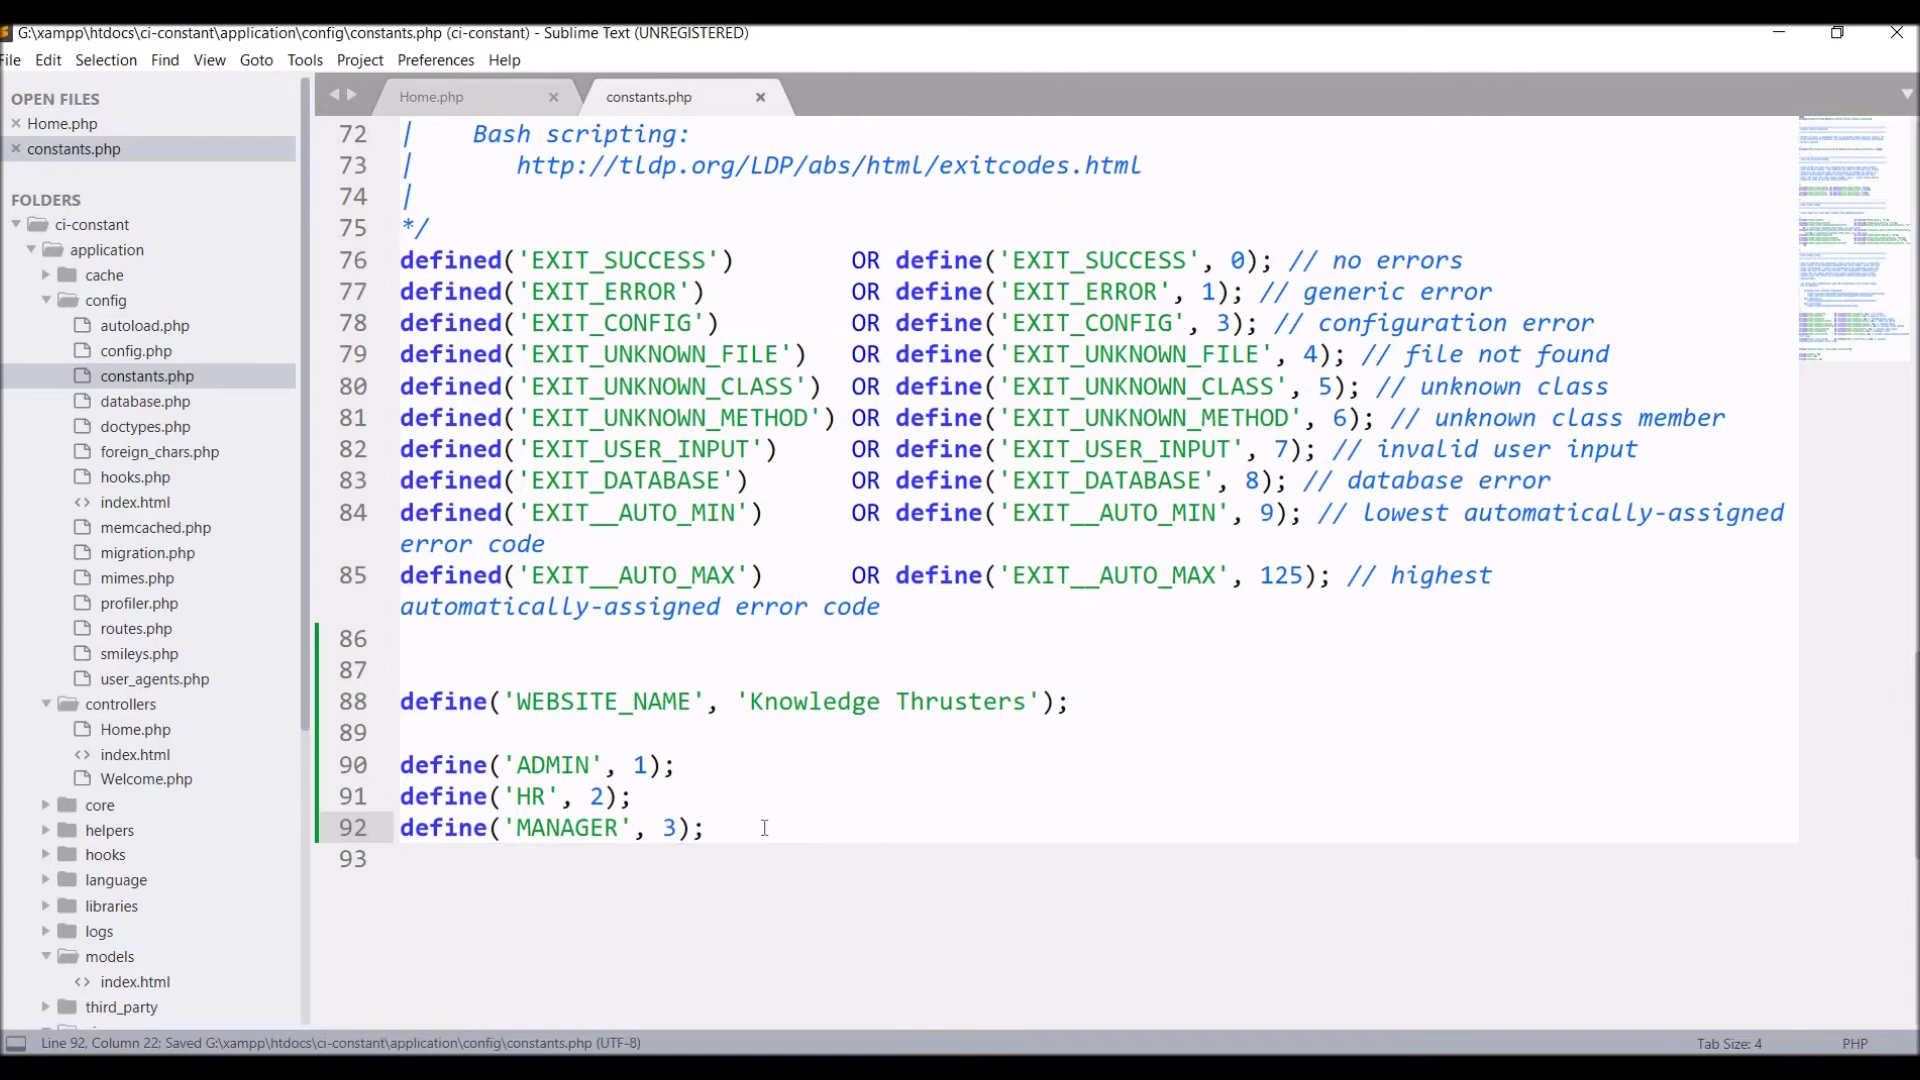 G:\xampp\htdocs\ci-constant\application\config\constants.php (ci-constant) - Sublime Text (UNREGISTERED)
File Edit Selection Find View Goto Tools Project Preferences Help
OPEN FILES
Home.php
constants.php
FOLDERS
ci-constant
application
cache
config
autoload.php
config.php
constants.php
database.php
doctypes.php
foreign_chars.php
hooks.php
index.html
memcached.php
migration.php
mimes.php
profiler.php
routes.php
smileys.php
user_agents.php
controllers
Home.php
index.html
Welcome.php
core
helpers
hooks
language
libraries
logs
models
index.html
third_party
Home.php constants.php
72 | Bash scripting:
73 | http://tldp.org/LDP/abs/html/exitcodes.html
74 |
75 */
76 defined('EXIT_SUCCESS') OR define('EXIT_SUCCESS', 0); // no errors
77 defined('EXIT_ERROR') OR define('EXIT_ERROR', 1); // generic error
78 defined('EXIT_CONFIG') OR define('EXIT_CONFIG', 3); // configuration error
79 defined('EXIT_UNKNOWN_FILE') OR define('EXIT_UNKNOWN_FILE', 4); // file not found
80 defined('EXIT_UNKNOWN_CLASS') OR define('EXIT_UNKNOWN_CLASS', 5); // unknown class
81 defined('EXIT_UNKNOWN_METHOD') OR define('EXIT_UNKNOWN_METHOD', 6); // unknown class member
82 defined('EXIT_USER_INPUT') OR define('EXIT_USER_INPUT', 7); // invalid user input
83 defined('EXIT_DATABASE') OR define('EXIT_DATABASE', 8); // database error
84 defined('EXIT__AUTO_MIN') OR define('EXIT__AUTO_MIN', 9); // lowest automatically-assigned
error code
85 defined('EXIT__AUTO_MAX') OR define('EXIT__AUTO_MAX', 125); // highest
automatically-assigned error code
86
87
88 define('WEBSITE_NAME', 'Knowledge Thrusters');
89
90 define('ADMIN', 1);
91 define('HR', 2);
92 define('MANAGER', 3);
93
Line 92, Column 22: Saved G:\xampp\htdocs\ci-constant\application\config\constants.php (UTF-8)
Tab Size: 4 PHP